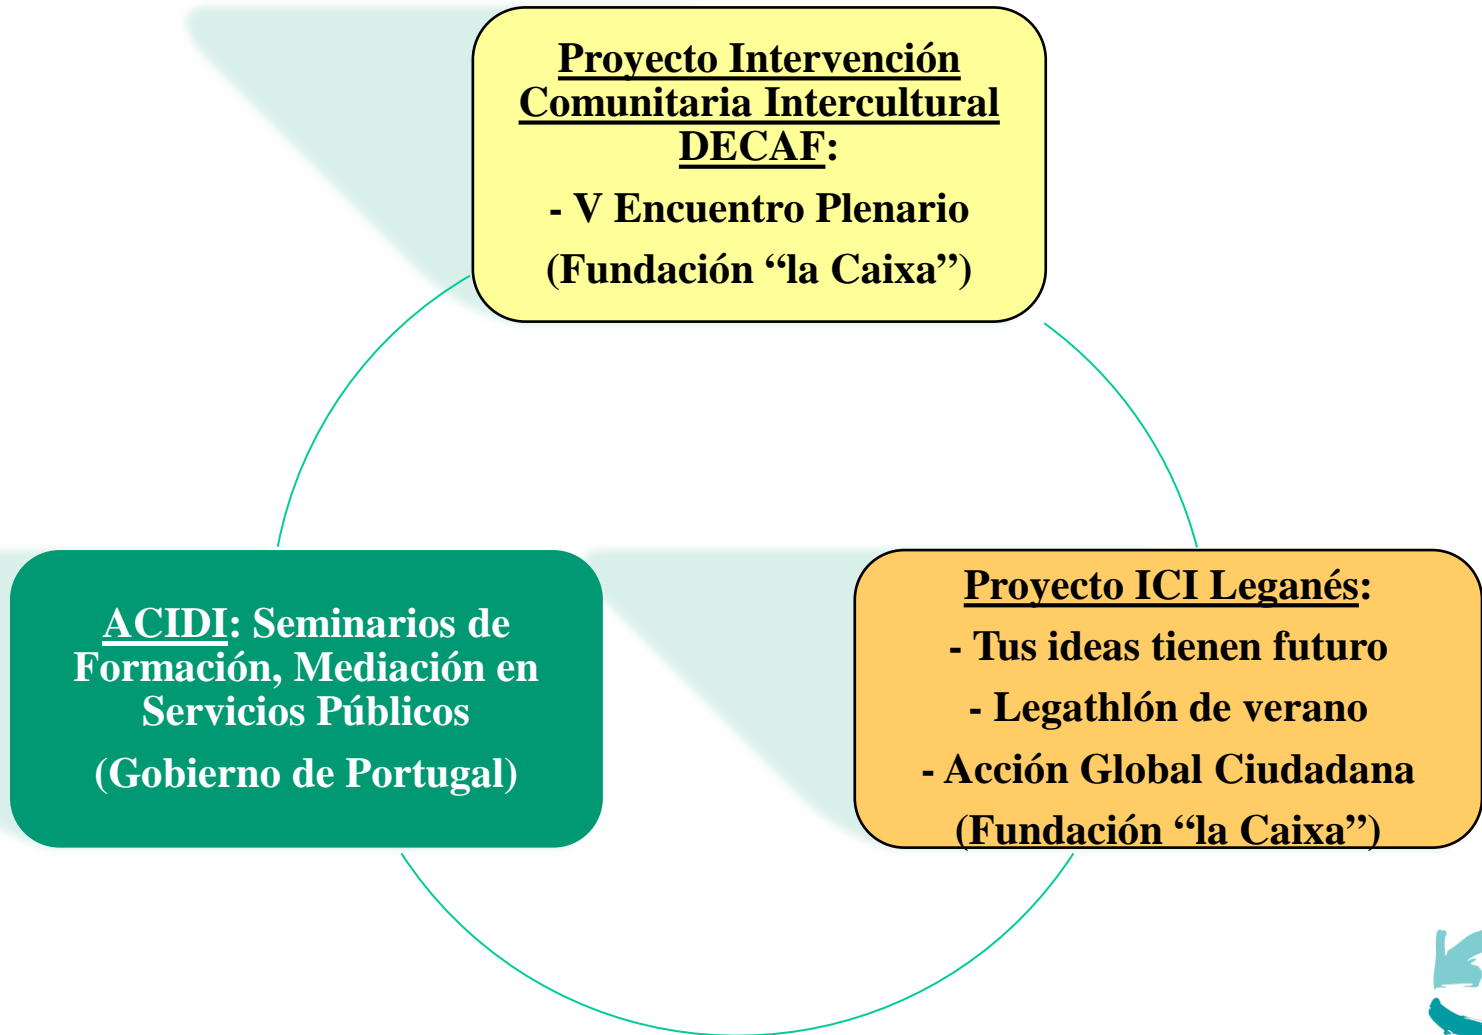 Proyecto Intervención
Comunitaria Intercultural
DECAF:
- V Encuentro Plenario
(Fundación “la Caixa”)
ACIDI: Seminarios de
Formación, Mediación en
Servicios Públicos
(Gobierno de Portugal)
Proyecto ICI Leganés:
- Tus ideas tienen futuro
- Legathlón de verano
- Acción Global Ciudadana
(Fundación “la Caixa”)